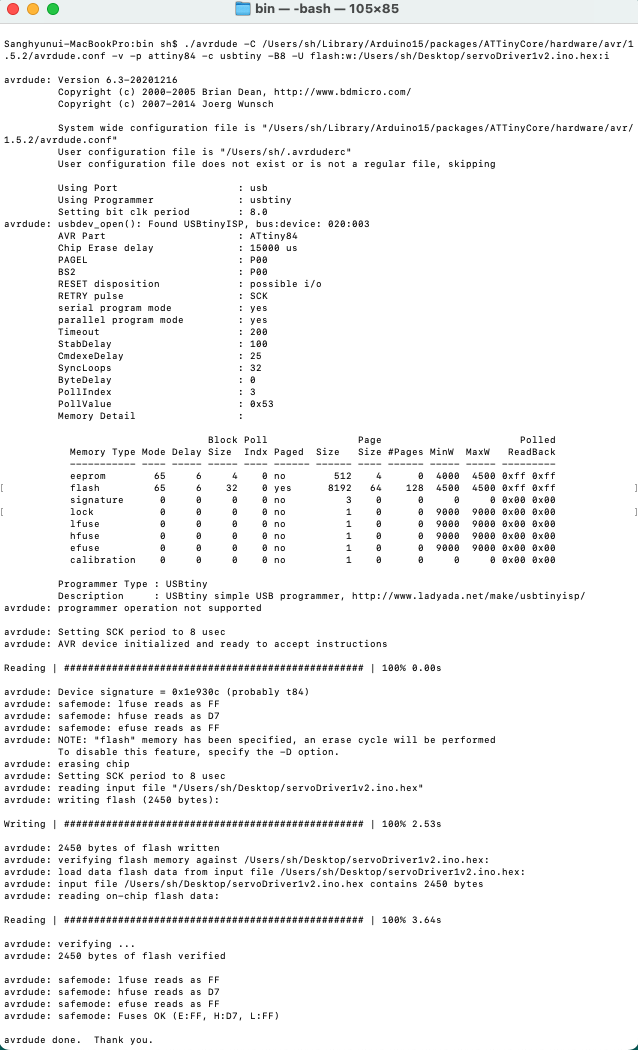 bin — -bash — 105×85
Sanghyunui-MacBookPro:bin sh$ ./avrdude -C /Users/sh/Library/Arduino15/packages/ATTinyCore/hardware/avr/1
.5.2/avrdude.conf -v -p attiny84 -c usbtiny -B8 -U flash:w:/Users/sh/Desktop/servoDriver1v2.ino.hex:i
avrdude: Version 6.3-20201216
Copyright (c) 2000-2005 Brian Dean, http://www.bdmicro.com/
Copyright (c) 2007-2014 Joerg Wunsch
System wide configuration file is "/Users/sh/Library/Arduino15/packages/ATTinyCore/hardware/avr/
1.5.2/avrdude.conf"
User configuration file is "/Users/sh/.avrduderc"
User configuration file does not exist or is not a regular file, skipping
Using Port : usb
Using Programmer : usbtiny
Setting bit clk period : 8.0
avrdude: usbdev_open(): Found USBtinyISP, bus:device: 020:003
AVR Part : ATtiny84
Chip Erase delay : 15000 us
PAGEL : P00
BS2 : P00
RESET disposition : possible i/o
RETRY pulse : SCK
serial program mode : yes
parallel program mode : yes
Timeout : 200
StabDelay : 100
CmdexeDelay : 25
SyncLoops : 32
ByteDelay : 0
PollIndex : 3
PollValue : 0x53
Memory Detail :
Block Poll Page Polled
Memory Type Mode Delay Size Indx Paged Size Size #Pages MinW MaxW ReadBack
----------- ---- ----- ----- ---- ------ ------ ---- ------ ----- ----- ---------
eeprom 65 6 4 0 no 512 4 0 4000 4500 0xff 0xff
flash 65 6 32 0 yes 8192 64 128 4500 4500 0xff 0xff
signature 0 0 0 0 no 3 0 0 0 0 0x00 0x00
lock 0 0 0 0 no 1 0 0 9000 9000 0x00 0x00
lfuse 0 0 0 0 no 1 0 0 9000 9000 0x00 0x00
hfuse 0 0 0 0 no 1 0 0 9000 9000 0x00 0x00
efuse 0 0 0 0 no 1 0 0 9000 9000 0x00 0x00
calibration 0 0 0 0 no 1 0 0 0 0 0x00 0x00
Programmer Type : USBtiny
Description : USBtiny simple USB programmer, http://www.ladyada.net/make/usbtinyisp/
avrdude: programmer operation not supported
avrdude: Setting SCK period to 8 usec
avrdude: AVR device initialized and ready to accept instructions
Reading | ################################################## | 100% 0.00s
avrdude: Device signature = 0x1e930c (probably t84)
avrdude: safemode: lfuse reads as FF
avrdude: safemode: hfuse reads as D7
avrdude: safemode: efuse reads as FF
avrdude: NOTE: "flash" memory has been specified, an erase cycle will be performed
To disable this feature, specify the -D option.
avrdude: erasing chip
avrdude: Setting SCK period to 8 usec
avrdude: reading input file "/Users/sh/Desktop/servoDriver1v2.ino.hex"
avrdude: writing flash (2450 bytes):
Writing | ################################################## | 100% 2.53s
avrdude: 2450 bytes of flash written
avrdude: verifying flash memory against /Users/sh/Desktop/servoDriver1v2.ino.hex:
avrdude: load data flash data from input file /Users/sh/Desktop/servoDriver1v2.ino.hex:
avrdude: input file /Users/sh/Desktop/servoDriver1v2.ino.hex contains 2450 bytes
avrdude: reading on-chip flash data:
Reading | ################################################## | 100% 3.64s
avrdude: verifying ...
avrdude: 2450 bytes of flash verified
avrdude: safemode: lfuse reads as FF
avrdude: safemode: hfuse reads as D7
avrdude: safemode: efuse reads as FF
avrdude: safemode: Fuses OK (E:FF, H:D7, L:FF)
avrdude done. Thank you.